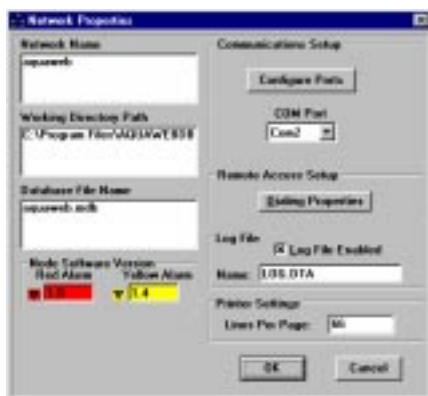 Network Properties
Network Name
aquaweb
Working Directory Path
C:\Program Files\AQUAWEB\DB
Database File Name
aquaweb.mdb
Node Software Version
Red Alarm
Yellow Alarm
1.4
Communications Setup
Configure Ports
COM Port
Com2
Remote Access Setup
Dialing Properties
Log File
Log File Enabled
Name: LOG.DTA
Printer Settings
Lines Per Page: 66
OK
Cancel